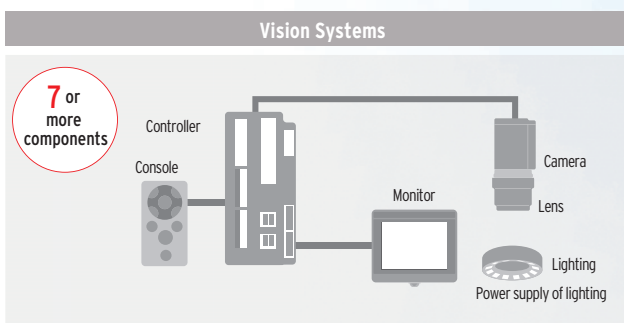 Vision Systems
7 or
more
components
Controller
Console
Monitor
Camera
Lens
Lighting
Power supply of lighting